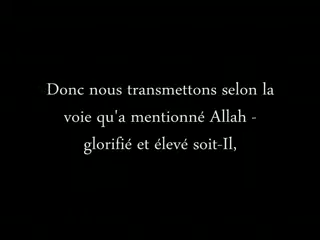 Donc nous transmettons selon la
voie qu'a mentionné Allah -
glorifié et élevé soit-Il,